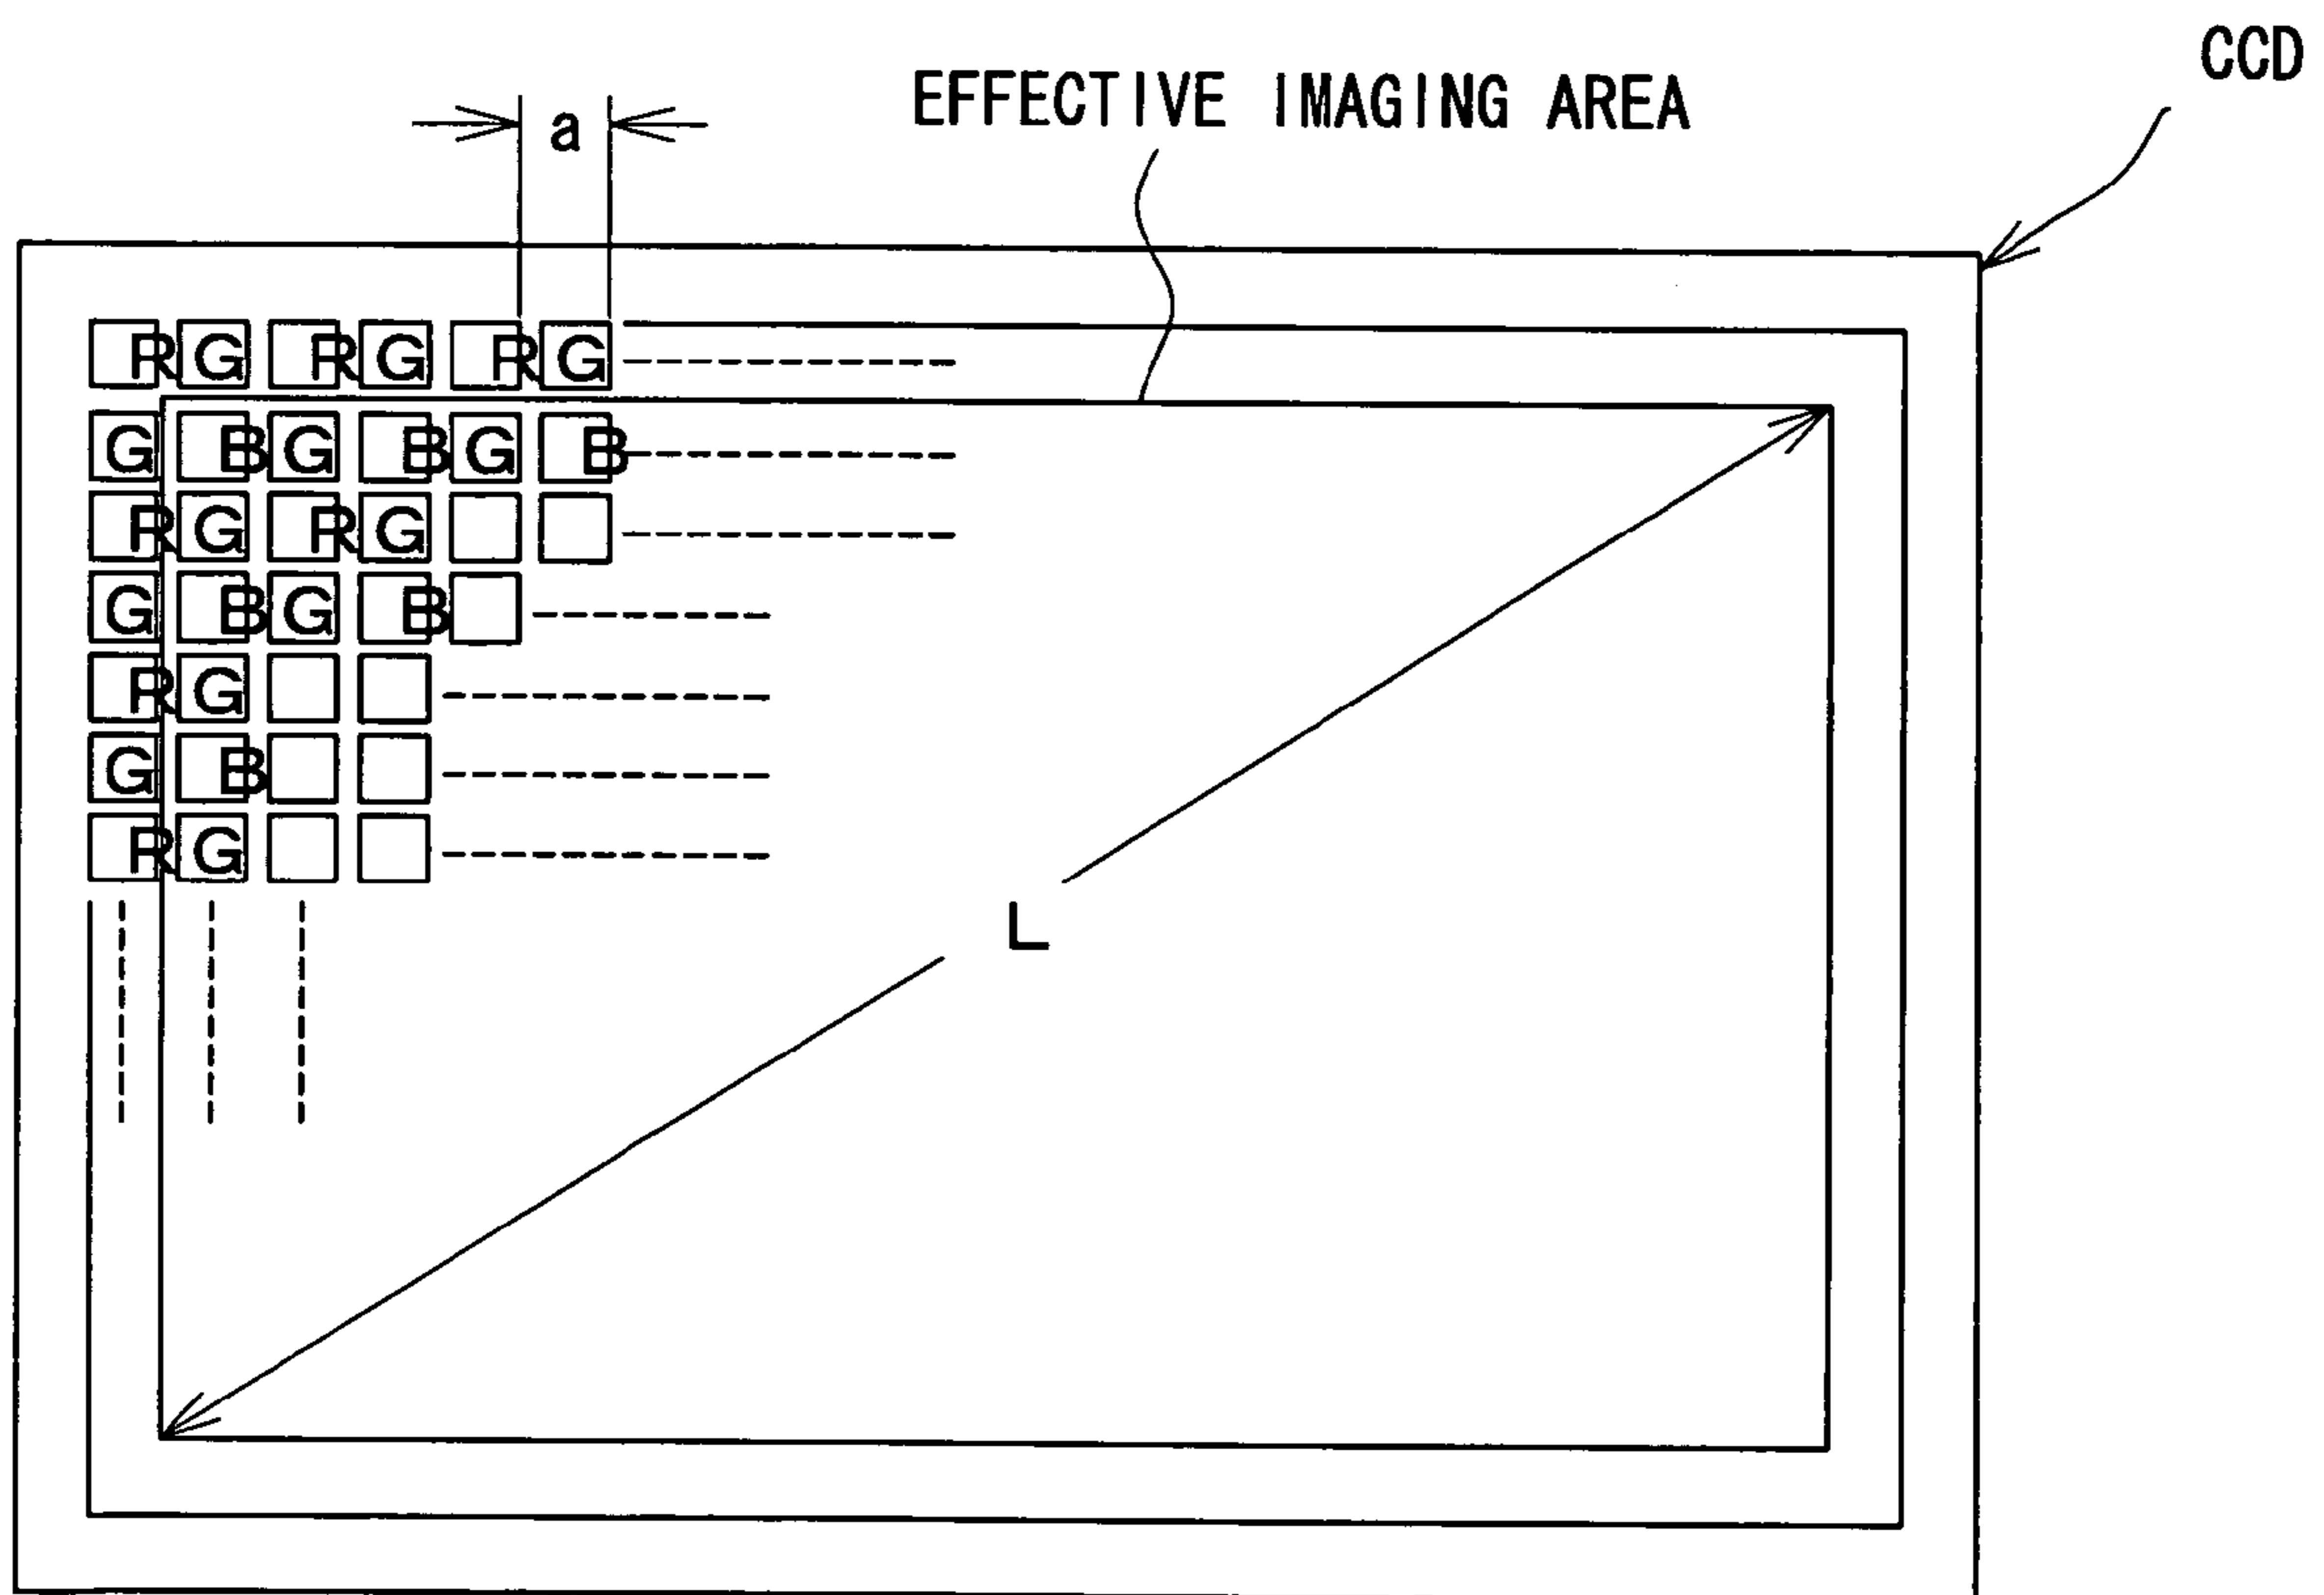 CCD
EFFECTIVE IMAGING AREA
a
R G R G R G
G B G B G B
R G R G
G B G B
R G
G B
R G
L